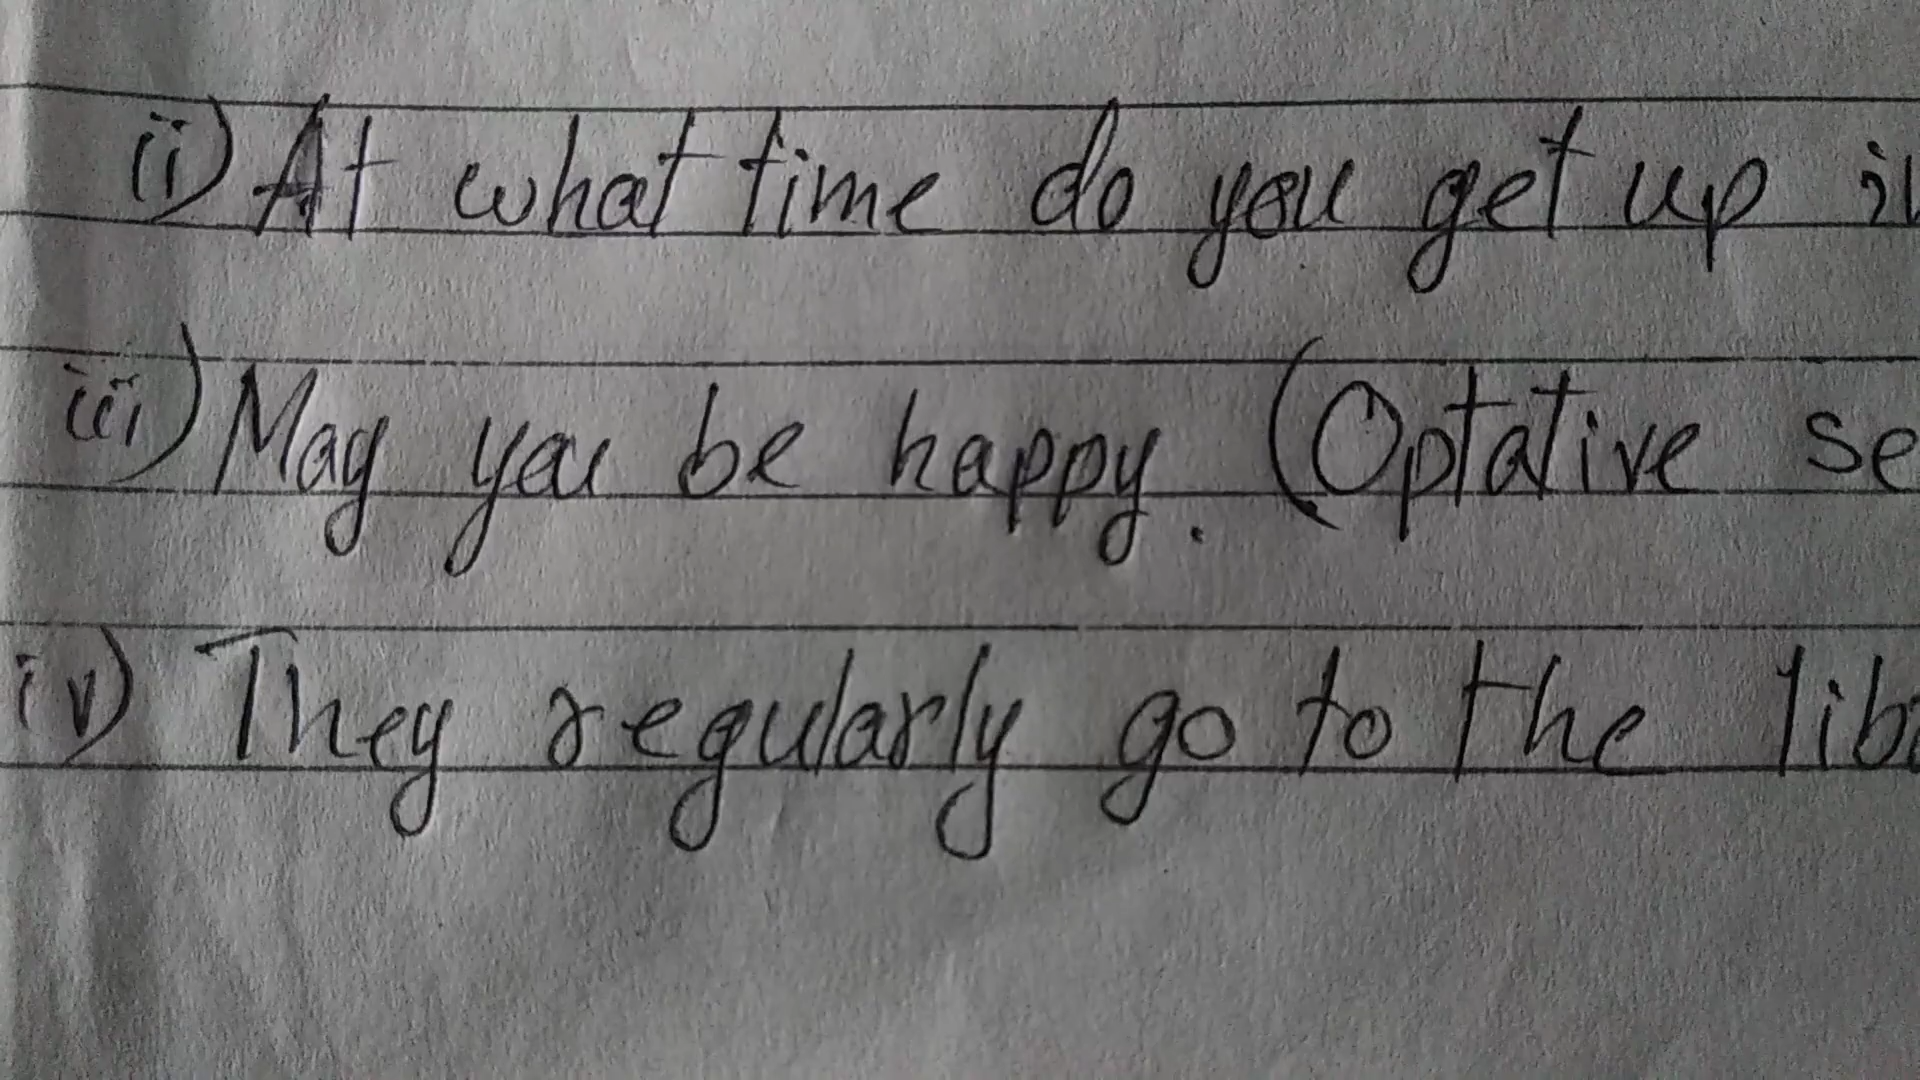 ii) At what time do you get up
iii) May you be happy. (Optative
iv) They regularly go to the